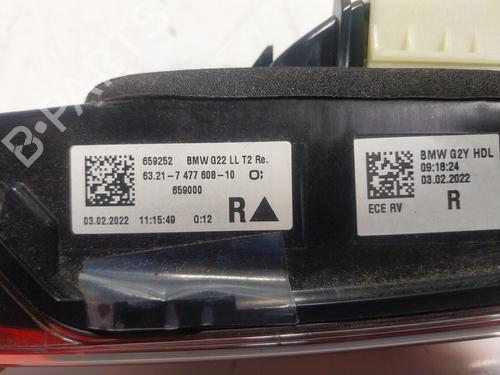 659252 BMW G22 LL T2 Re.
63.21-7 477 608-10
659000
03.02.2022 11:15:49 Q:12
R
BMW G2Y HDL
09:18:24
03.02.2022
ECE RV R
B-PARTS